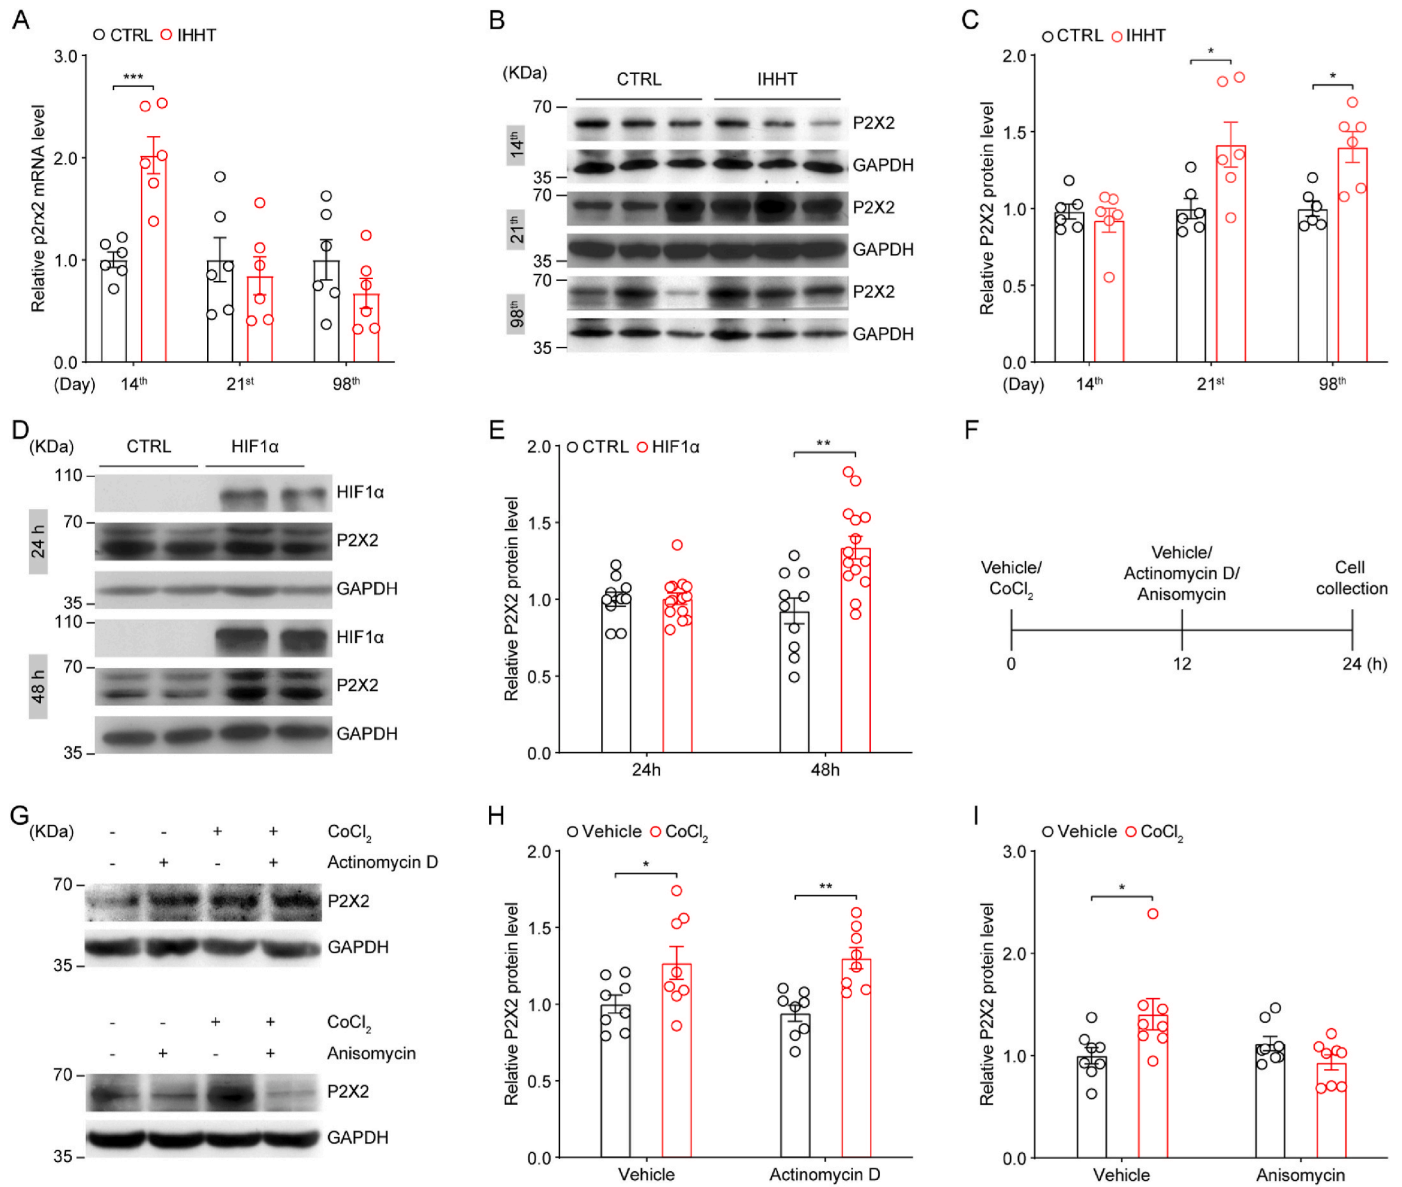 A
CTRL IHHT
Relative p2rx2 mRNA level
3.0
***
2.0
1.0
0.0
(Day) 14th 21st 98th
B
(KDa) CTRL IHHT
70
14th
P2X2
GAPDH
35
70
21th
P2X2
GAPDH
35
70
98th
P2X2
GAPDH
35
C
CTRL IHHT
Relative P2X2 protein level
2.0
* *
1.5
1.0
0.5
0.0
(Day) 14th 21st 98th
D
(KDa) CTRL HIF1α
110
HIF1α
24 h
70
P2X2
GAPDH
35
110
HIF1α
48 h
70
P2X2
GAPDH
35
E
CTRL HIF1α
Relative P2X2 protein level
2.0
**
1.5
1.0
0.5
0.0
24h 48h
F
Vehicle/
CoCl2
Vehicle/
Actinomycin D/
Anisomycin
Cell
collection
0 12 24 (h)
G
(KDa) - - + + CoCl2
- + - + Actinomycin D
70
P2X2
GAPDH
35
- - + + CoCl2
- + - + Anisomycin
70
P2X2
GAPDH
35
H
Vehicle CoCl2
Relative P2X2 protein level
2.0
* **
1.5
1.0
0.5
0.0
Vehicle Actinomycin D
I
Vehicle CoCl2
Relative P2X2 protein level
3.0
*
2.0
1.0
0.0
Vehicle Anisomycin